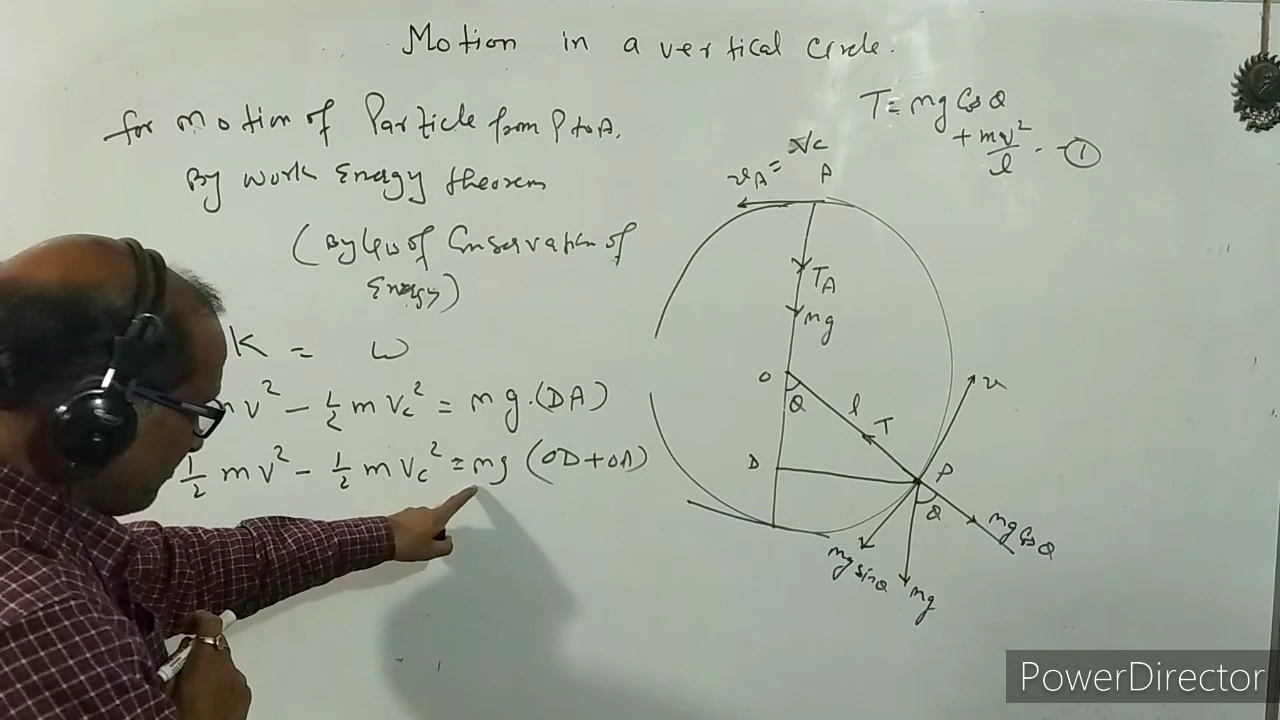 Motion in a vertical circle.
for motion of Particle from P to A.
By work Energy theorem
(By law of Conservation of
Energy)
K = W
mv² - ½ m Vc² = mg.(DA)
½ mv² - ½ m Vc² = mg (OD+OA)
T = mg Cos θ
+ mv²/l - - ①
vA = Vc
A
TA
mg
O
θ
l
T
v
D
P
θ
mg Cos θ
mg sin θ
mg
PowerDirector